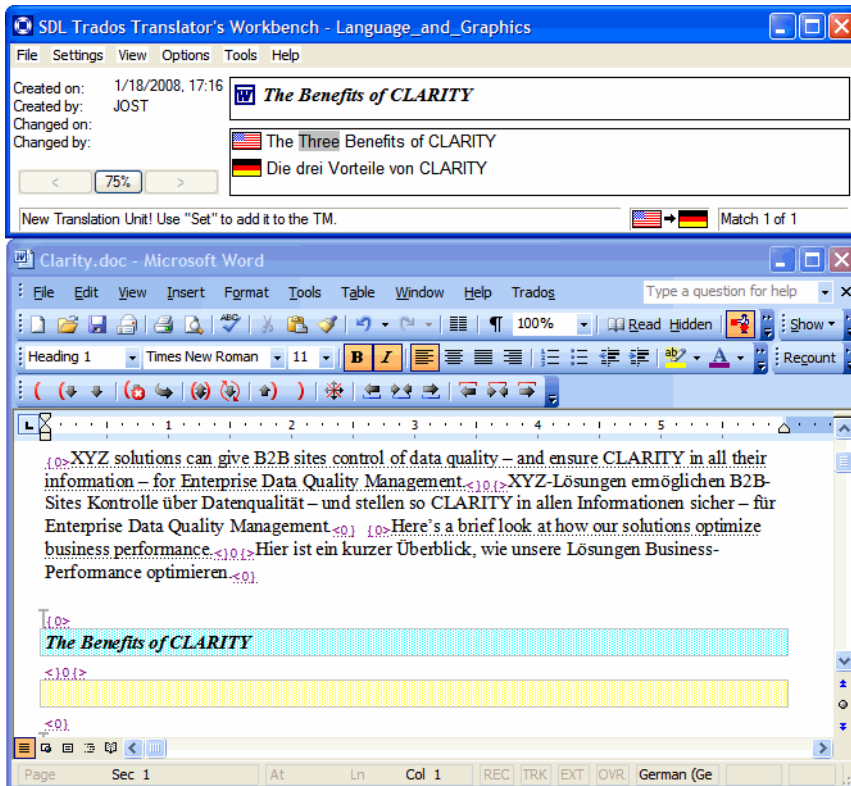 SDL Trados Translator's Workbench - Language_and_Graphics
File Settings View Options Tools Help
Created on: 1/18/2008, 17:16
Created by: JOST
Changed on:
Changed by:
The Benefits of CLARITY
The Three Benefits of CLARITY
Die drei Vorteile von CLARITY
< 75% >
New Translation Unit! Use "Set" to add it to the TM.
Match 1 of 1
Clarity.doc - Microsoft Word
File Edit View Insert Format Tools Table Window Help Trados Type a question for help
ABC 100% Read Hidden Show
Heading 1 Times New Roman 11 B I ab A Recount
L 1 2 3 4 5
{0>XYZ solutions can give B2B sites control of data quality – and ensure CLARITY in all their
information – for Enterprise Data Quality Management.<}0{>XYZ-Lösungen ermöglichen B2B-
Sites Kontrolle über Datenqualität – und stellen so CLARITY in allen Informationen sicher – für
Enterprise Data Quality Management.<0} {0>Here's a brief look at how our solutions optimize
business performance.<}0{>Hier ist ein kurzer Überblick, wie unsere Lösungen Business-
Performance optimieren.<0}
{0>
The Benefits of CLARITY
<}0{>
<0}
Page Sec 1 At Ln Col 1 REC TRK EXT OVR German (Ge